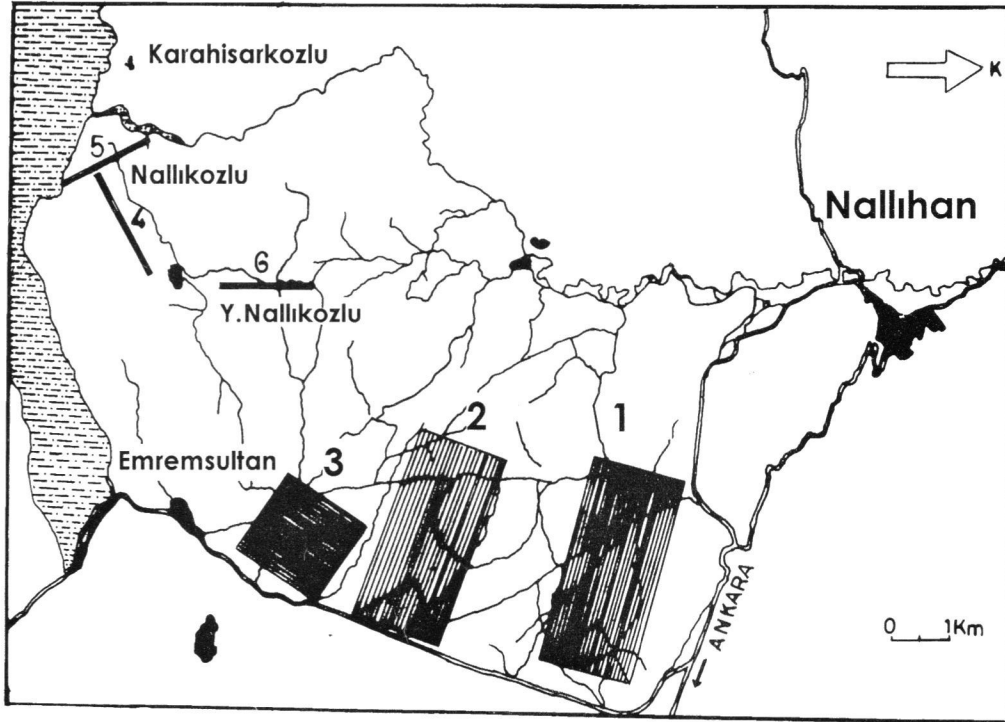 Karahisarkozlu
K
5
Nallıkozlu
Nallıhan
4
6
Y.Nallıkozlu
2
1
Emremsultan
3
ANKARA
0 1Km